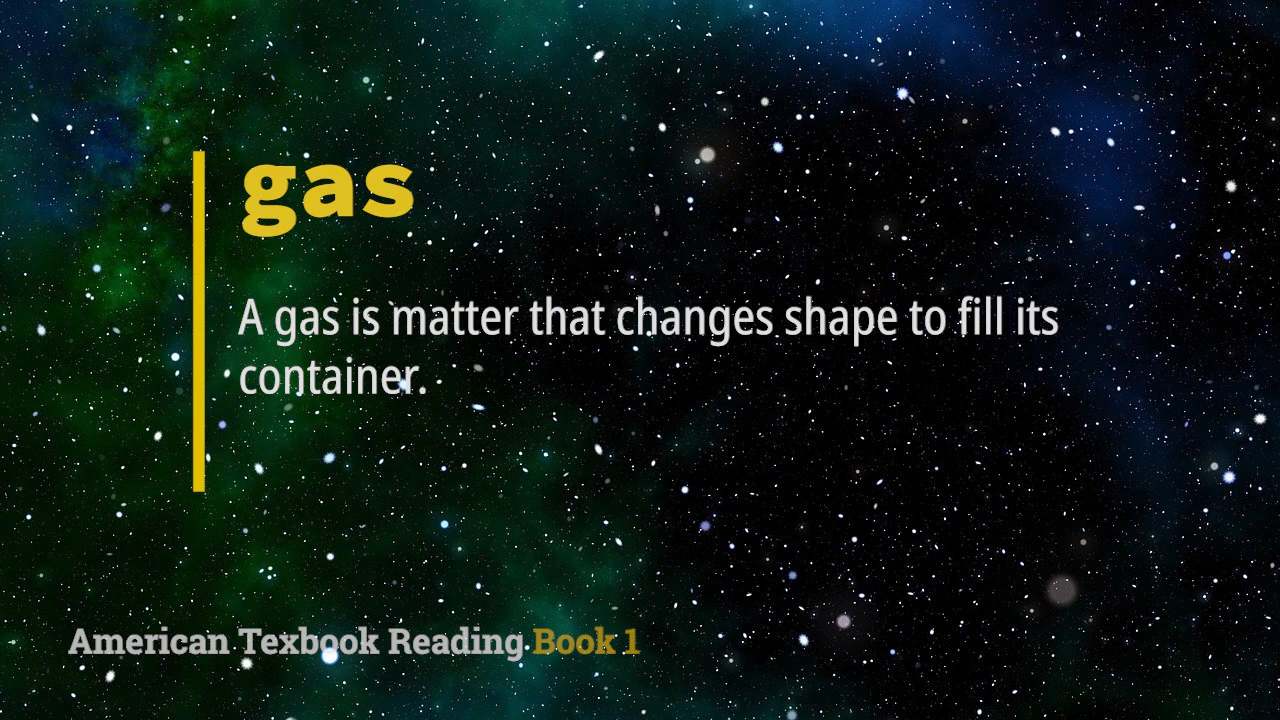 gas
A gas is matter that changes shape to fill its
container.
American Texbook Reading Book 1